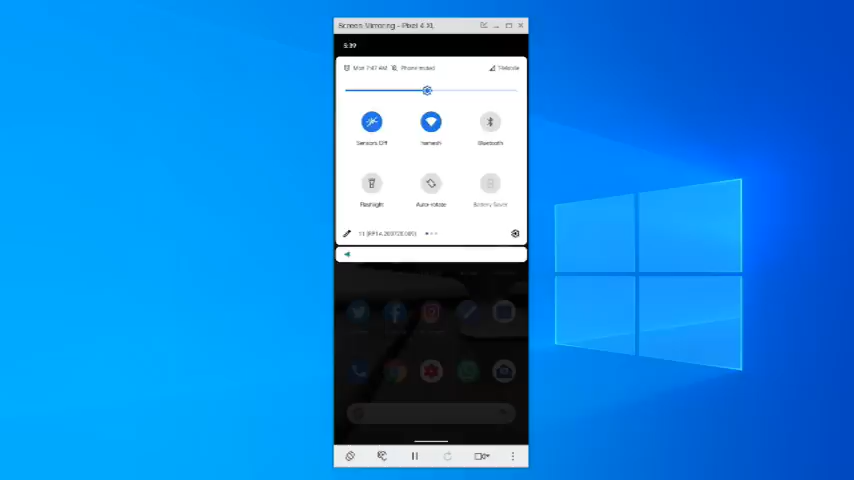 Screen Mirroring - Pixel 4 XL
5:39
Mon 7:47 AM Phone muted T-Mobile
Sensors Off
Bluetooth
Flashlight
Auto-rotate
Battery Saver